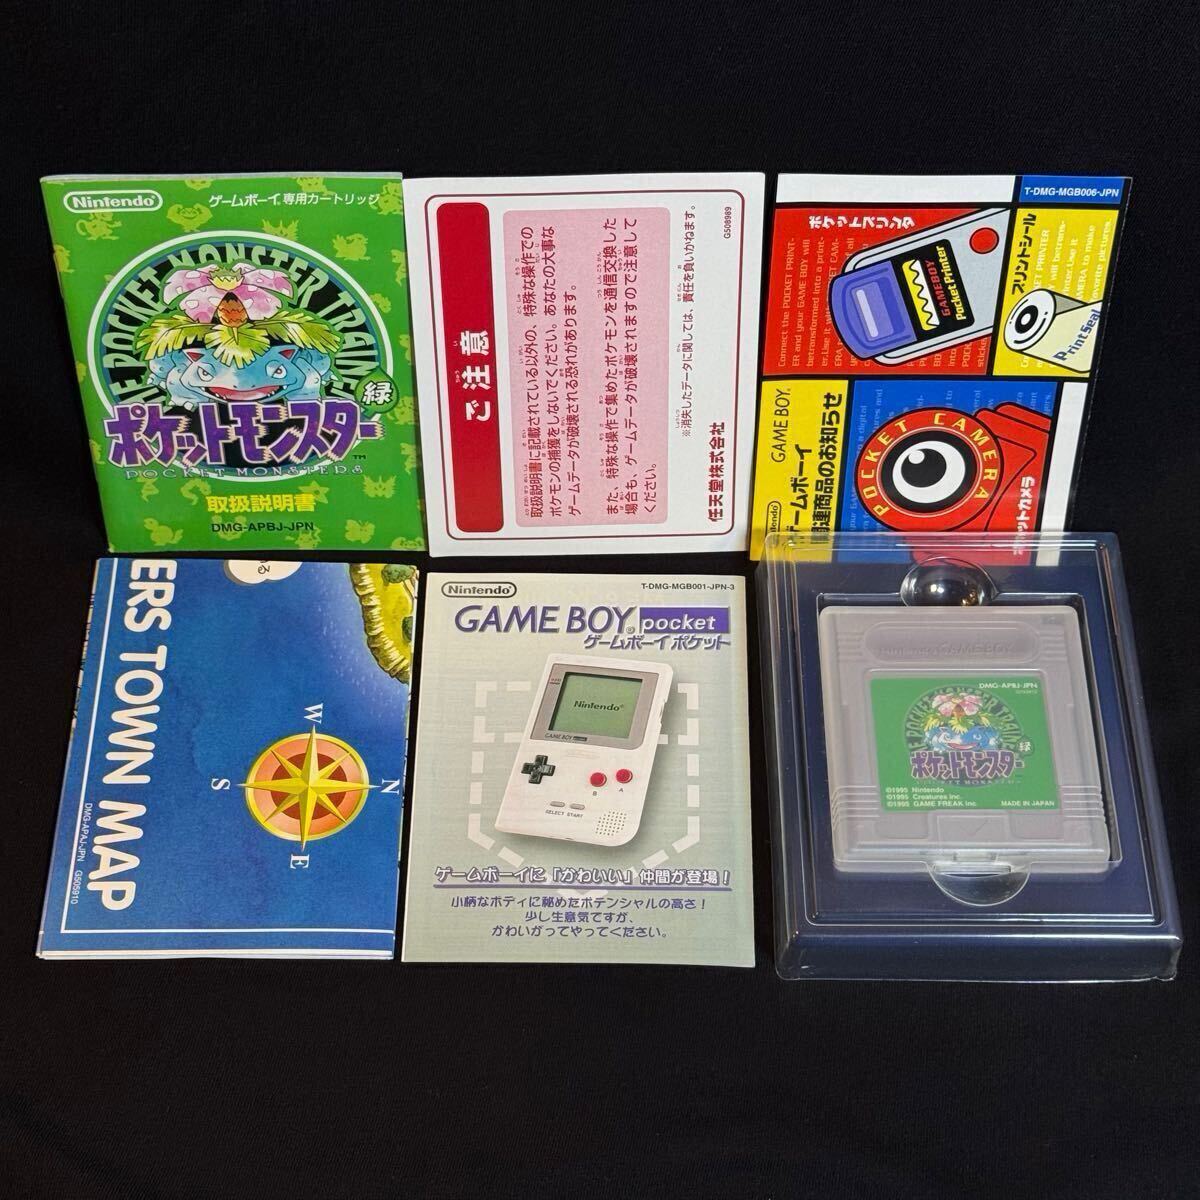 Nintendo
ゲームボーイ専用カートリッジ
THE POCKET MONSTER TRAINER
緑
ポケットモンスター
TM
POCKET MONSTERS
取扱説明書
DMG-APBJ-JPN
ご注意
取扱説明書に記載されている以外の、特殊な操作での
ポケモンの捕獲をしないでください。あなたの大事な
ゲームデータが破壊される恐れがあります。
また、特殊な操作で集めたポケモンを通信交換した
場合も、ゲームデータが破壊されますので注意して
ください。
※消失したデータに関しては、責任を負いかねます。
任天堂株式会社
G508989
T-DMG-MGB006-JPN
ポケットプリンタ
GAMEBOY
Pocket Printer
プリントシール
PrintSeal
Connect the POCKET PRINT-
ER and your GAME BOY will
Nintendo
GAME BOY
ゲームボーイ
関連商品のお知らせ
POCKET CAMERA
ポケットカメラ
ERS TOWN MAP
DMG-APAJ-JPN G505910
W
S
N
E
Nintendo
T-DMG-MGB001-JPN-3
GAME BOY pocket
ゲームボーイポケット
Nintendo
GAME BOY pocket
B
A
SELECT START
ゲームボーイに「かわいい」仲間が登場！
小柄なボディに秘めたポテンシャルの高さ！
少し生意気ですが、
かわいがってやってください。
Nintendo GAME BOY
DMG-APBJ-JPN
緑
ポケットモンスター
POCKET MONSTERS
©1995 Nintendo
©1995 Creatures inc.
©1995 GAME FREAK inc.
MADE IN JAPAN